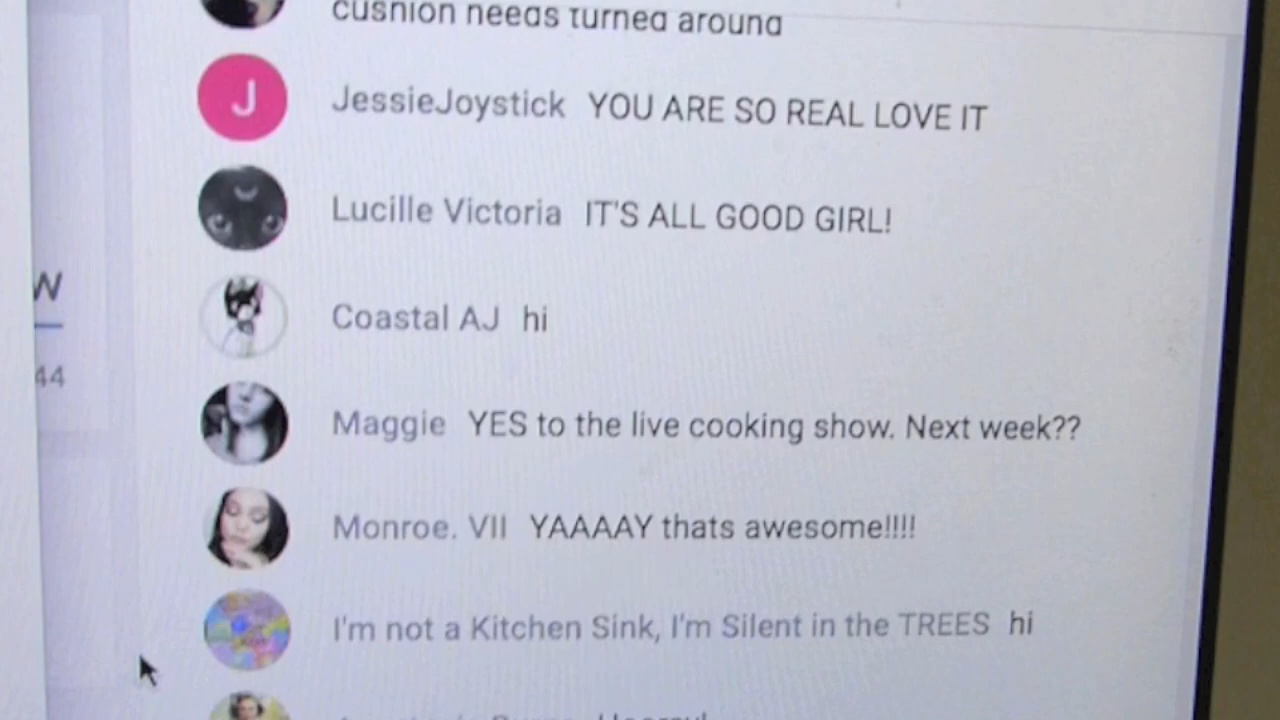 cushion needs turned around
J
JessieJoystick YOU ARE SO REAL LOVE IT
Lucille Victoria IT'S ALL GOOD GIRL!
W
Coastal AJ hi
44
Maggie YES to the live cooking show. Next week??
Monroe. VII YAAAAY thats awesome!!!!
I'm not a Kitchen Sink, I'm Silent in the TREES hi